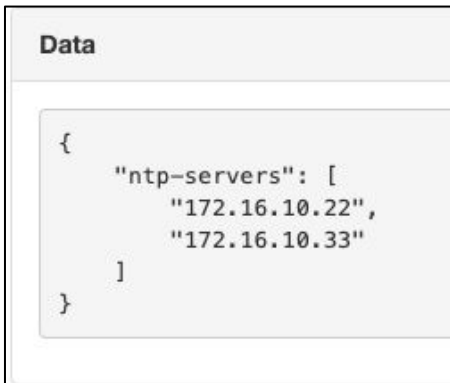 Data
{
    "ntp-servers": [
        "172.16.10.22",
        "172.16.10.33"
    ]
}